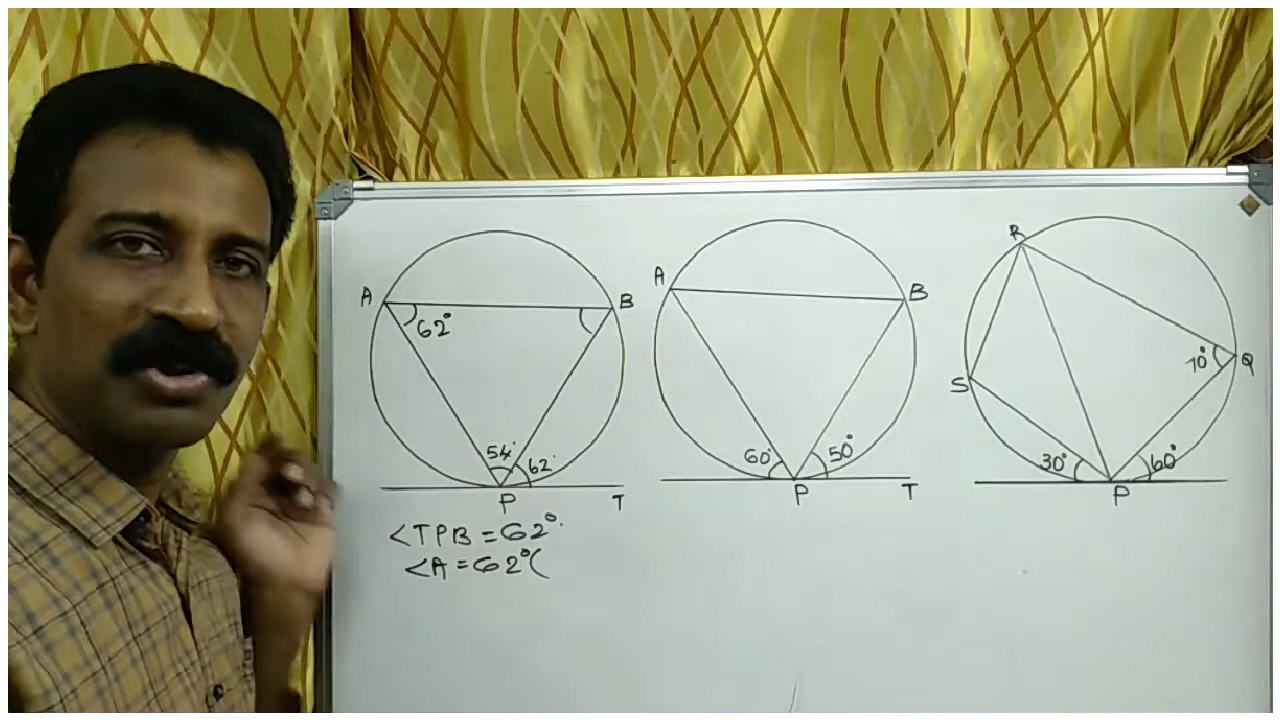 A B
62°
54° 62°
P T
<TPB = 62°.
<A = 62° (
A B
60° 50°
P T
R
S 70° Q
30° 60°
P